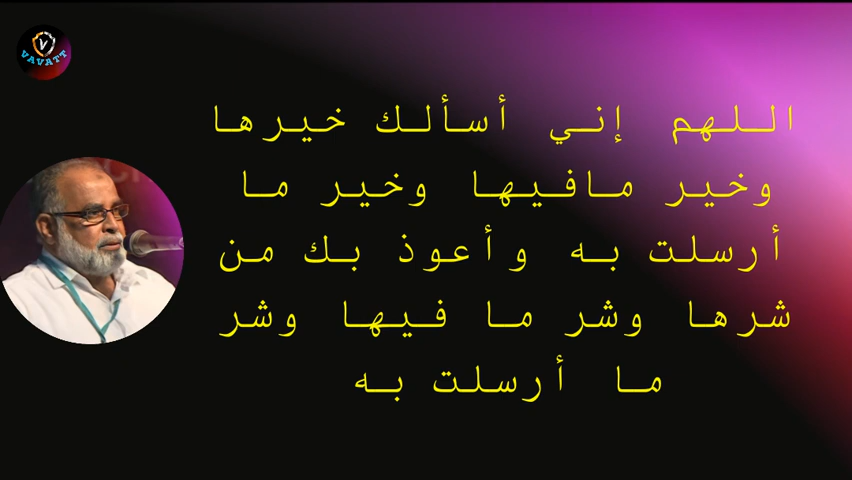 VAVATT
V
اللهم إني أسألك خيرها
وخير مافيها وخير ما
أرسلت به وأعوذ بك من
شرها وشر ما فيها وشر
ما أرسلت به